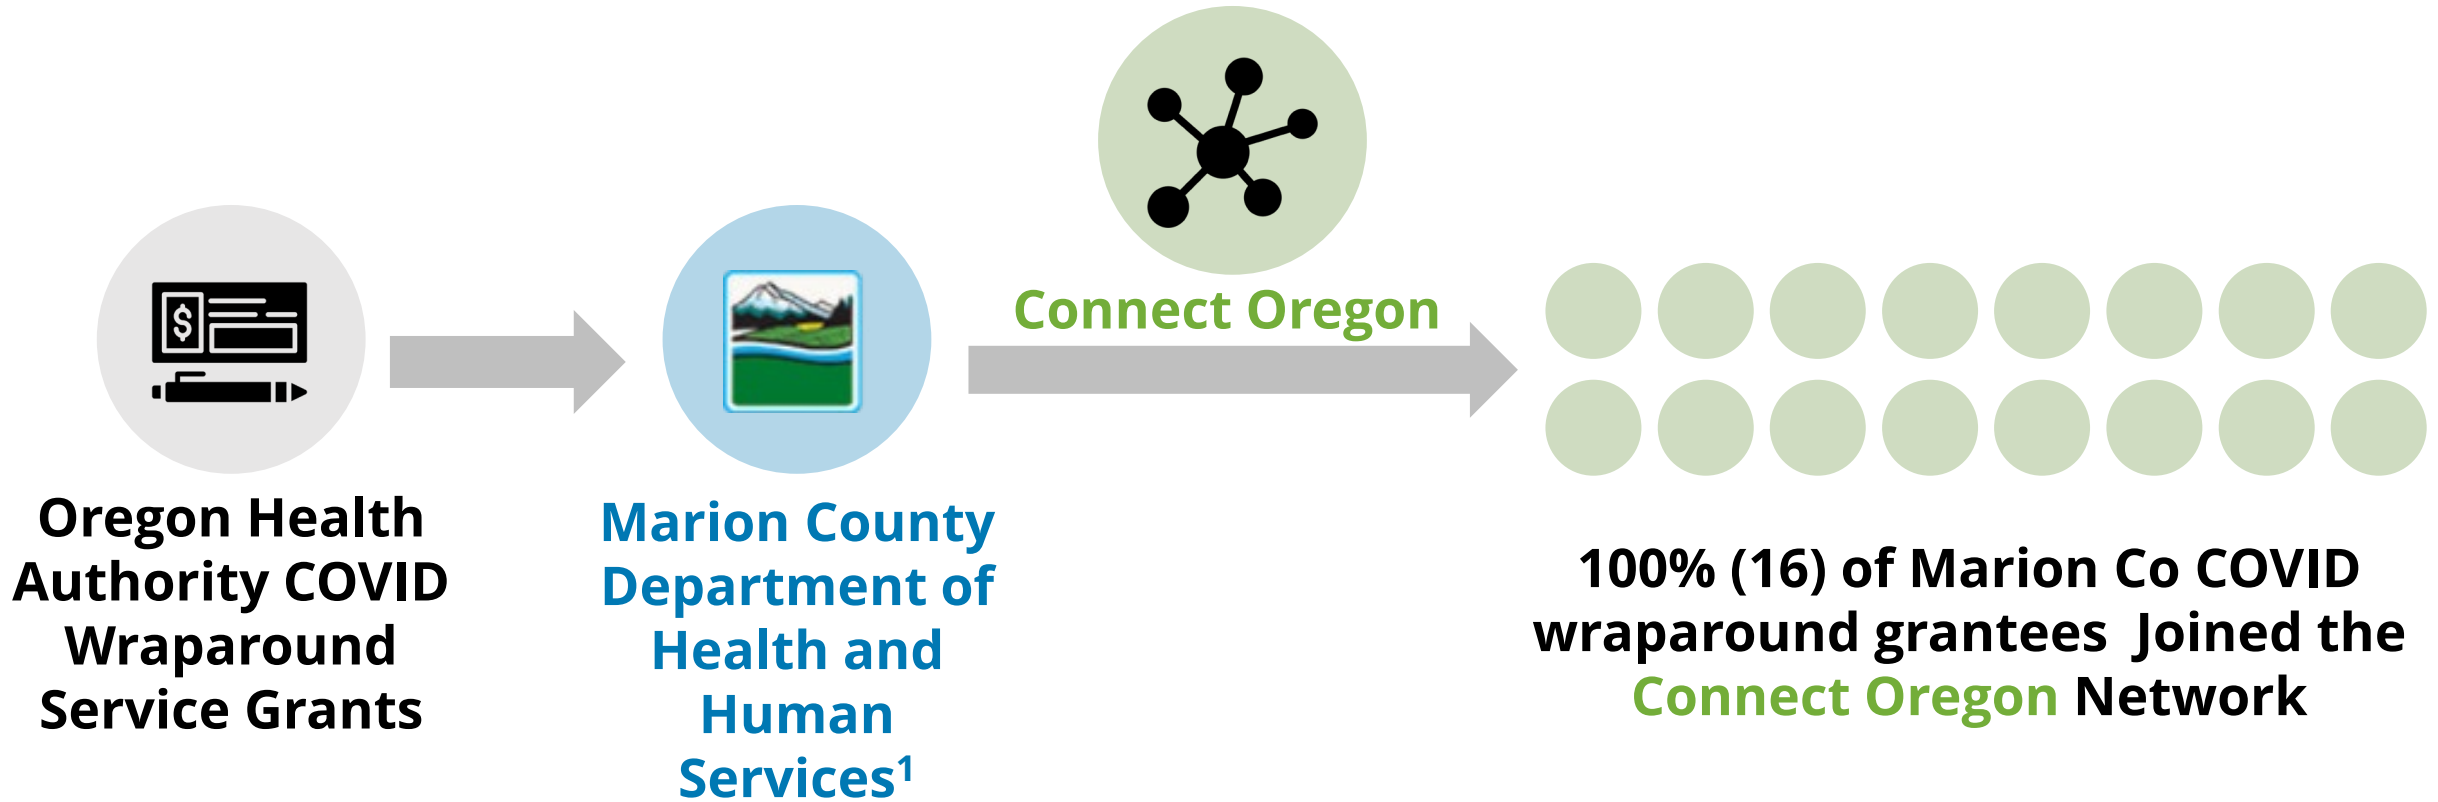 Oregon Health
Authority COVID
Wraparound
Service Grants
Marion County
Department of
Health and
Human
Services¹
Connect Oregon
$
100% (16) of Marion Co COVID
wraparound grantees Joined the
Connect Oregon Network